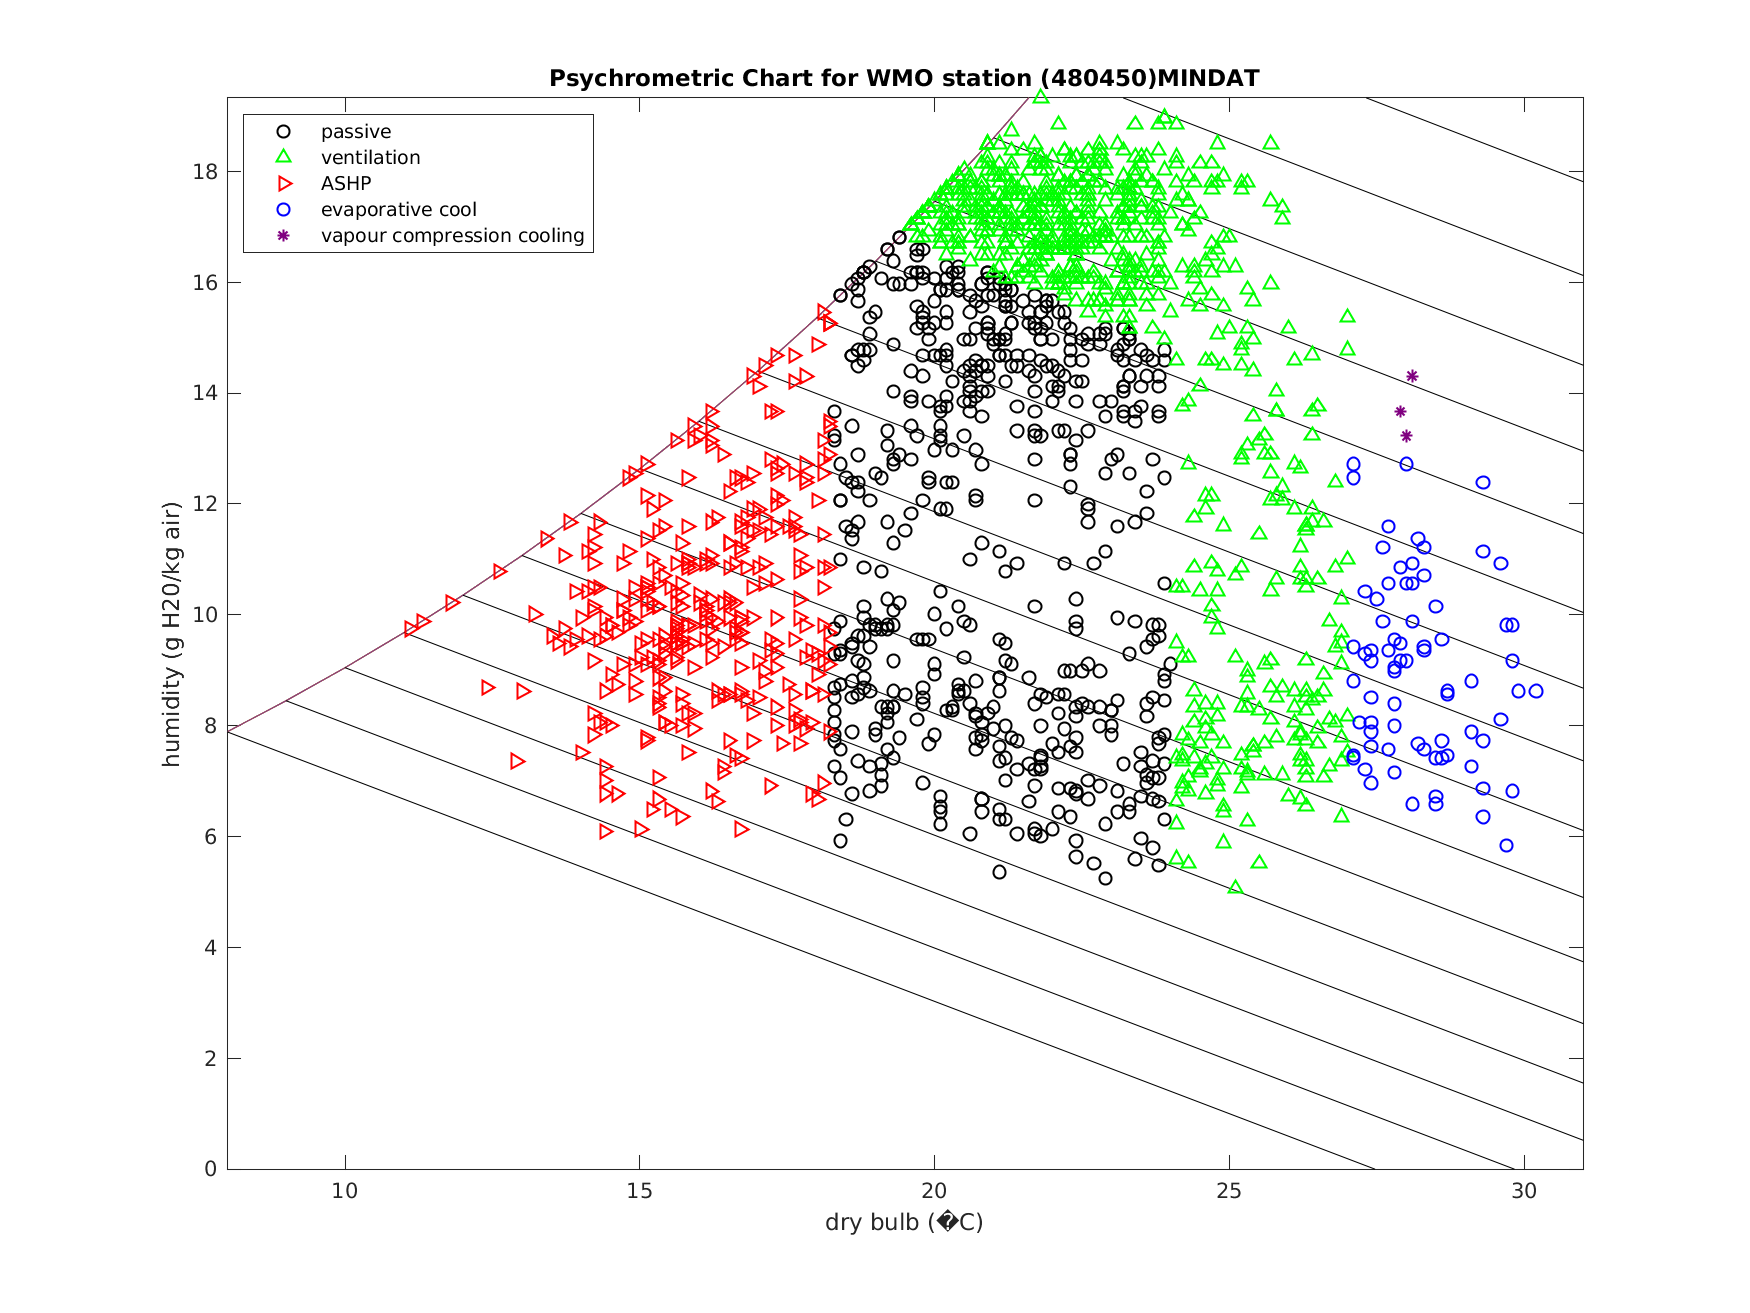 Psychrometric Chart for WMO station (480450)MINDAT
passive
ventilation
ASHP
evaporative cool
vapour compression cooling
humidity (g H20/kg air)
18
16
14
12
10
8
6
4
2
0
10
15
20
25
30
dry bulb (�C)